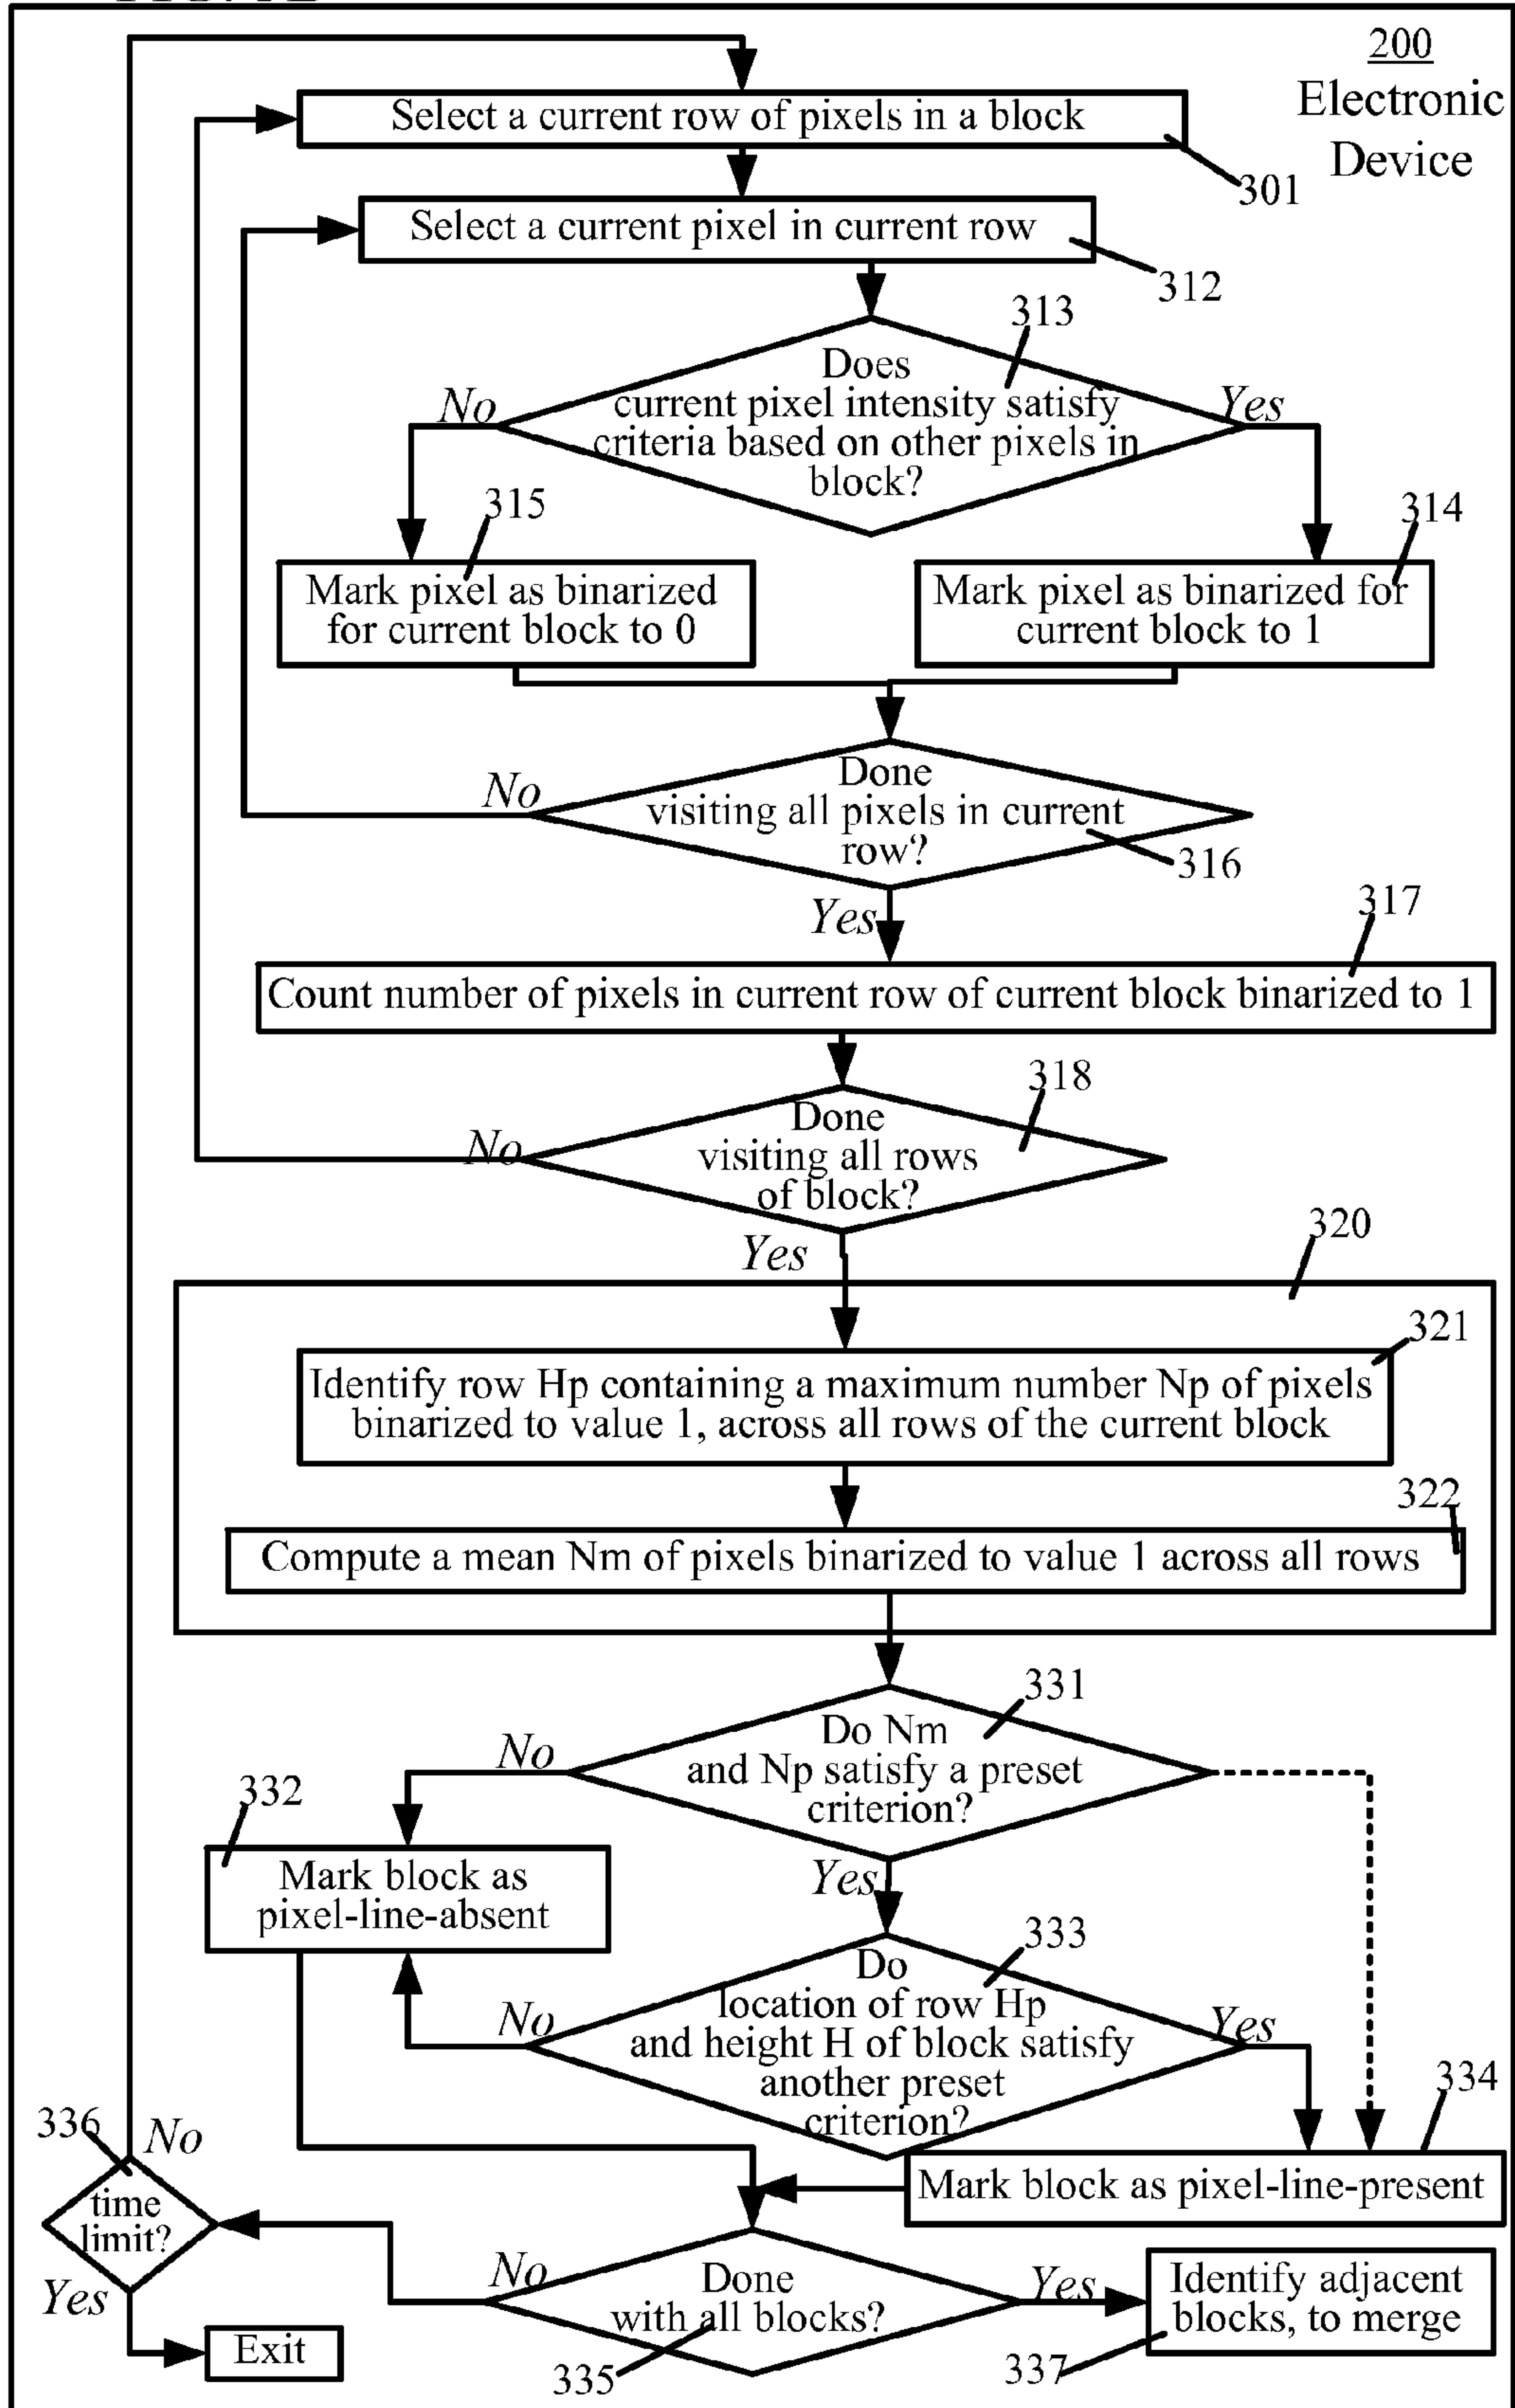 200
Electronic
Device
Select a current row of pixels in a block
301
Select a current pixel in current row
312
313
Does
current pixel intensity satisfy
criteria based on other pixels in
block?
No
Yes
315
314
Mark pixel as binarized
for current block to 0
Mark pixel as binarized for
current block to 1
Done
visiting all pixels in current
row?
No
316
Yes
317
Count number of pixels in current row of current block binarized to 1
318
Done
visiting all rows
of block?
No
Yes
320
321
Identify row Hp containing a maximum number Np of pixels
binarized to value 1, across all rows of the current block
322
Compute a mean Nm of pixels binarized to value 1 across all rows
331
Do Nm
and Np satisfy a preset
criterion?
No
332
Mark block as
pixel-line-absent
Yes
333
Do
location of row Hp
and height H of block satisfy
another preset
criterion?
No
Yes
334
Mark block as pixel-line-present
336
No
time
limit?
Yes
Exit
No
Done
with all blocks?
Yes
335
Identify adjacent
blocks, to merge
337